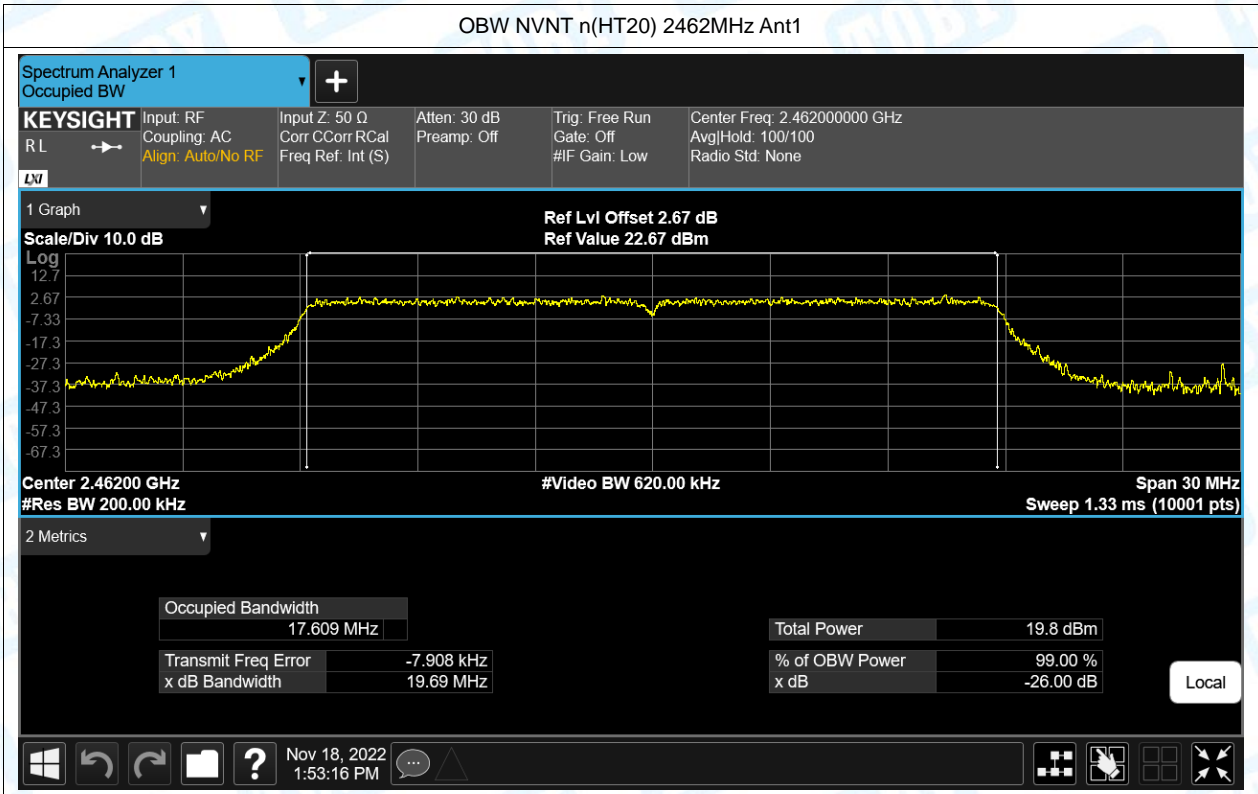 OBW NVNT n(HT20) 2462MHz Ant1
Spectrum Analyzer 1
Occupied BW
▼
+
KEYSIGHT
R L
LXI
Input: RF
Coupling: AC
Align: Auto/No RF
Input Z: 50 Ω
Corr CCorr RCal
Freq Ref: Int (S)
Atten: 30 dB
Preamp: Off
Trig: Free Run
Gate: Off
#IF Gain: Low
Center Freq: 2.462000000 GHz
Avg|Hold: 100/100
Radio Std: None
1 Graph ▼
Ref Lvl Offset 2.67 dB
Scale/Div 10.0 dB Ref Value 22.67 dBm
Log
12.7
2.67
-7.33
-17.3
-27.3
-37.3
-47.3
-57.3
-67.3
Center 2.46200 GHz #Video BW 620.00 kHz Span 30 MHz
#Res BW 200.00 kHz Sweep 1.33 ms (10001 pts)
2 Metrics ▼
Occupied Bandwidth
17.609 MHz
Total Power 19.8 dBm
Transmit Freq Error -7.908 kHz % of OBW Power 99.00 %
x dB Bandwidth 19.69 MHz x dB -26.00 dB
Local
?
Nov 18, 2022
1:53:16 PM